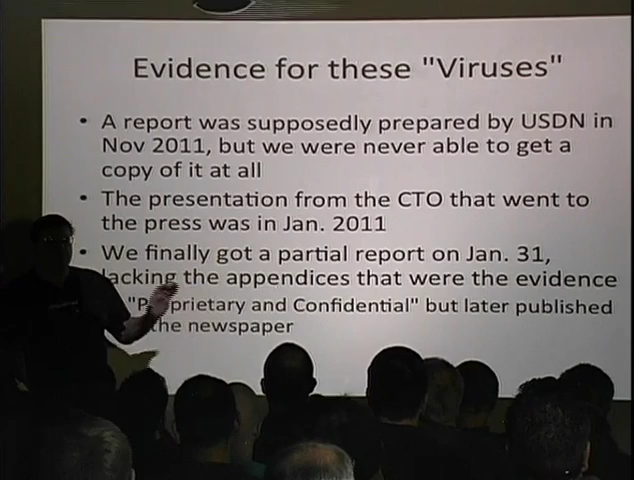 Evidence for these "Viruses"
• A report was supposedly prepared by USDN in
Nov 2011, but we were never able to get a
copy of it at all
• The presentation from the CTO that went to
the press was in Jan. 2011
• We finally got a partial report on Jan. 31,
lacking the appendices that were the evidence
"Proprietary and Confidential" but later published
the newspaper